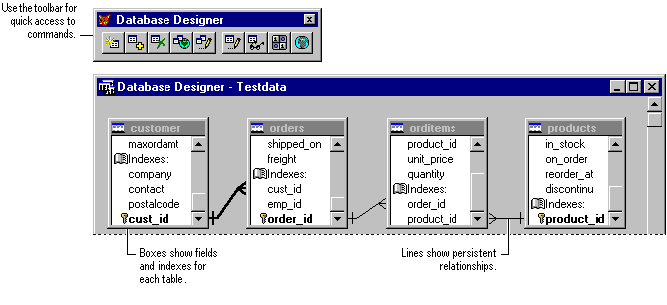 Use the toolbar for
quick access to
commands.
Database Designer
Database Designer - Testdata
customer
maxordamt
Indexes:
company
contact
postalcode
cust_id
orders
shipped_on
freight
Indexes:
cust_id
emp_id
order_id
orditems
product_id
unit_price
quantity
Indexes:
order_id
product_id
products
in_stock
on_order
reorder_at
discontinu
Indexes:
product_id
Boxes show fields
and indexes for
each table.
Lines show persistent
relationships.